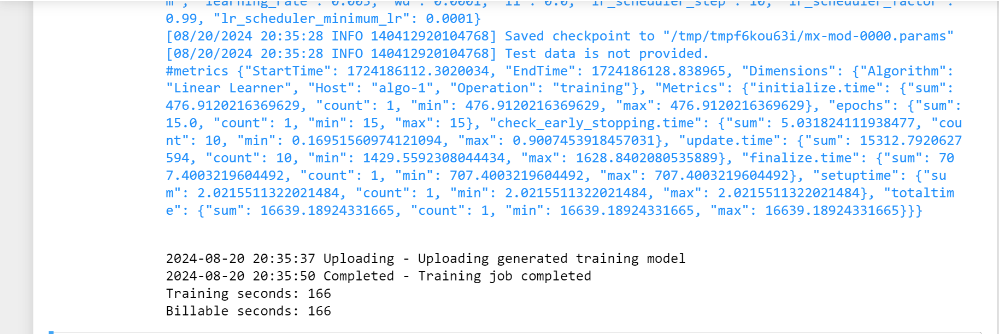 m", "learning_rate": 0.005, "wd": 0.0001, "l1": 0.0, "lr_scheduler_step": 10, "lr_scheduler_factor":
0.99, "lr_scheduler_minimum_lr": 0.0001}
[08/20/2024 20:35:28 INFO 140412920104768] Saved checkpoint to "/tmp/tmpf6kou63i/mx-mod-0000.params"
[08/20/2024 20:35:28 INFO 140412920104768] Test data is not provided.
#metrics {"StartTime": 1724186112.3020034, "EndTime": 1724186128.838965, "Dimensions": {"Algorithm":
"Linear Learner", "Host": "algo-1", "Operation": "training"}, "Metrics": {"initialize.time": {"sum":
476.9120216369629, "count": 1, "min": 476.9120216369629, "max": 476.9120216369629}, "epochs": {"sum":
15.0, "count": 1, "min": 15, "max": 15}, "check_early_stopping.time": {"sum": 5.031824111938477, "cou
nt": 10, "min": 0.16951560974121094, "max": 0.9007453918457031}, "update.time": {"sum": 15312.7920627
594, "count": 10, "min": 1429.5592308044434, "max": 1628.8402080535889}, "finalize.time": {"sum": 70
7.4003219604492, "count": 1, "min": 707.4003219604492, "max": 707.4003219604492}, "setuptime": {"su
m": 2.0215511322021484, "count": 1, "min": 2.0215511322021484, "max": 2.0215511322021484}, "totaltim
e": {"sum": 16639.18924331665, "count": 1, "min": 16639.18924331665, "max": 16639.18924331665}}}
2024-08-20 20:35:37 Uploading - Uploading generated training model
2024-08-20 20:35:50 Completed - Training job completed
Training seconds: 166
Billable seconds: 166